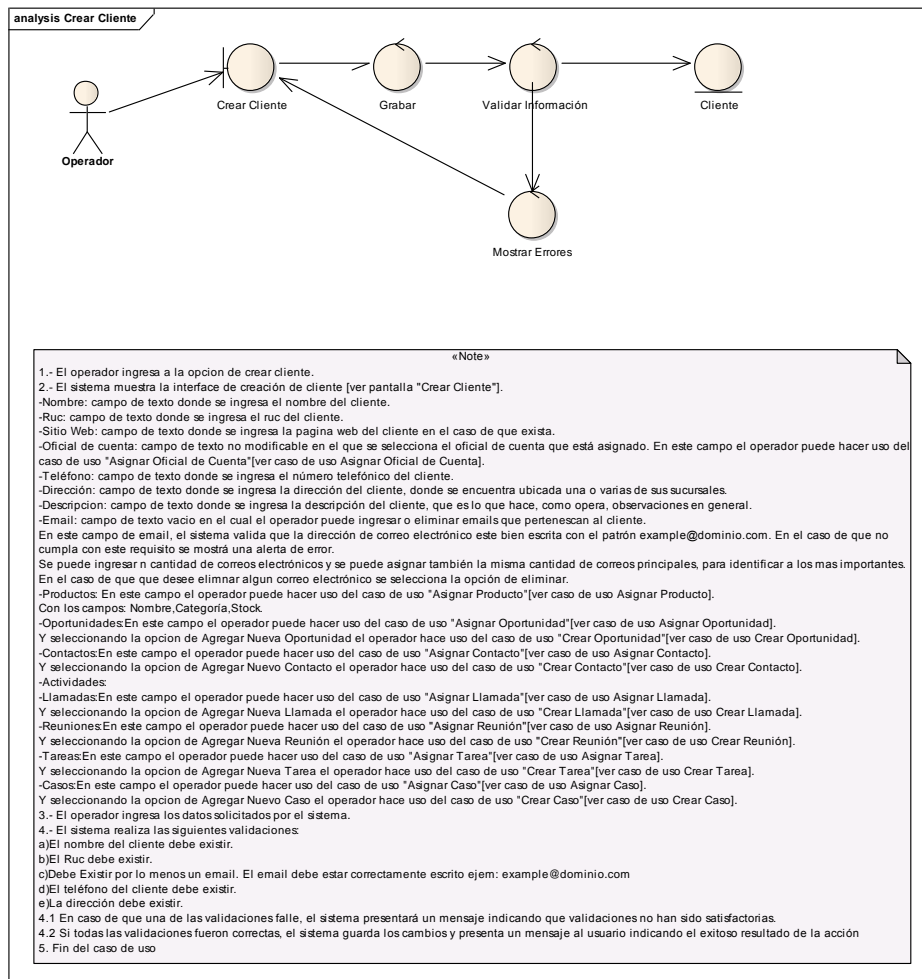 analysis Crear Cliente
Crear Cliente
Grabar
Validar Información
Cliente
Operador
Mostrar Errores
«Note»
1.- El operador ingresa a la opcion de crear cliente.
2.- El sistema muestra la interface de creación de cliente [ver pantalla "Crear Cliente"].
-Nombre: campo de texto donde se ingresa el nombre del cliente.
-Ruc: campo de texto donde se ingresa el ruc del cliente.
-Sitio Web: campo de texto donde se ingresa la pagina web del cliente en el caso de que exista.
-Oficial de cuenta: campo de texto no modificable en el que se selecciona el oficial de cuenta que está asignado. En este campo el operador puede hacer uso del
caso de uso "Asignar Oficial de Cuenta"[ver caso de uso Asignar Oficial de Cuenta].
-Teléfono: campo de texto donde se ingresa el número telefónico del cliente.
-Dirección: campo de texto donde se ingresa la dirección del cliente, donde se encuentra ubicada una o varias de sus sucursales.
-Descripcion: campo de texto donde se ingresa la descripción del cliente, que es lo que hace, como opera, observaciones en general.
-Email: campo de texto vacio en el cual el operador puede ingresar o eliminar emails que pertenescan al cliente.
En este campo de email, el sistema valida que la dirección de correo electrónico este bien escrita con el patrón example@dominio.com. En el caso de que no
cumpla con este requisito se mostrá una alerta de error.
Se puede ingresar n cantidad de correos electrónicos y se puede asignar también la misma cantidad de correos principales, para identificar a los mas importantes.
En el caso de que que desee elimnar algun correo electrónico se selecciona la opción de eliminar.
-Productos: En este campo el operador puede hacer uso del caso de uso "Asignar Producto"[ver caso de uso Asignar Producto].
Con los campos: Nombre,Categoría,Stock.
-Oportunidades:En este campo el operador puede hacer uso del caso de uso "Asignar Oportunidad"[ver caso de uso Asignar Oportunidad].
Y seleccionando la opcion de Agregar Nueva Oportunidad el operador hace uso del caso de uso "Crear Oportunidad"[ver caso de uso Crear Oportunidad].
-Contactos:En este campo el operador puede hacer uso del caso de uso "Asignar Contacto"[ver caso de uso Asignar Contacto].
Y seleccionando la opcion de Agregar Nuevo Contacto el operador hace uso del caso de uso "Crear Contacto"[ver caso de uso Crear Contacto].
-Actividades:
-Llamadas:En este campo el operador puede hacer uso del caso de uso "Asignar Llamada"[ver caso de uso Asignar Llamada].
Y seleccionando la opcion de Agregar Nueva Llamada el operador hace uso del caso de uso "Crear Llamada"[ver caso de uso Crear Llamada].
-Reuniones:En este campo el operador puede hacer uso del caso de uso "Asignar Reunión"[ver caso de uso Asignar Reunión].
Y seleccionando la opcion de Agregar Nueva Reunión el operador hace uso del caso de uso "Crear Reunión"[ver caso de uso Crear Reunión].
-Tareas:En este campo el operador puede hacer uso del caso de uso "Asignar Tarea"[ver caso de uso Asignar Tarea].
Y seleccionando la opcion de Agregar Nueva Tarea el operador hace uso del caso de uso "Crear Tarea"[ver caso de uso Crear Tarea].
-Casos:En este campo el operador puede hacer uso del caso de uso "Asignar Caso"[ver caso de uso Asignar Caso].
Y seleccionando la opcion de Agregar Nuevo Caso el operador hace uso del caso de uso "Crear Caso"[ver caso de uso Crear Caso].
3.- El operador ingresa los datos solicitados por el sistema.
4.- El sistema realiza las siguientes validaciones:
a)El nombre del cliente debe existir.
b)El Ruc debe existir.
c)Debe Existir por lo menos un email. El email debe estar correctamente escrito ejem: example@dominio.com
d)El teléfono del cliente debe existir.
e)La dirección debe existir.
4.1 En caso de que una de las validaciones falle, el sistema presentará un mensaje indicando que validaciones no han sido satisfactorias.
4.2 Si todas las validaciones fueron correctas, el sistema guarda los cambios y presenta un mensaje al usuario indicando el exitoso resultado de la acción
5. Fin del caso de uso